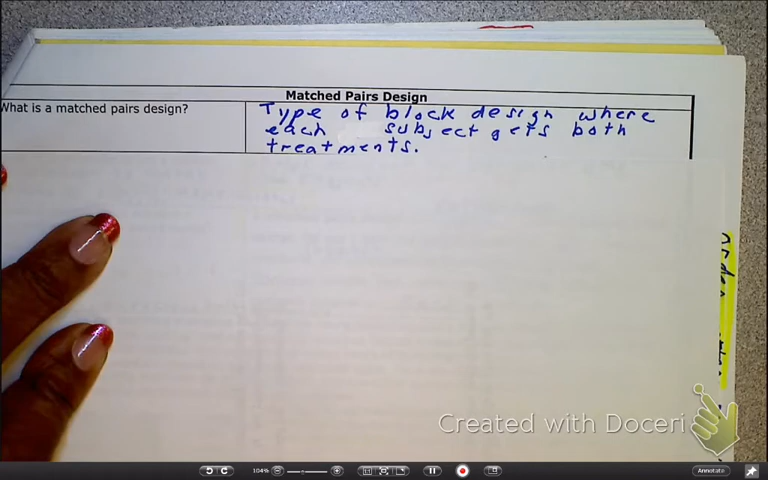 Matched Pairs Design
What is a matched pairs design?
Type of block design where
each subject gets both
treatments.
Order
Created with Doceri
104%
Annotate